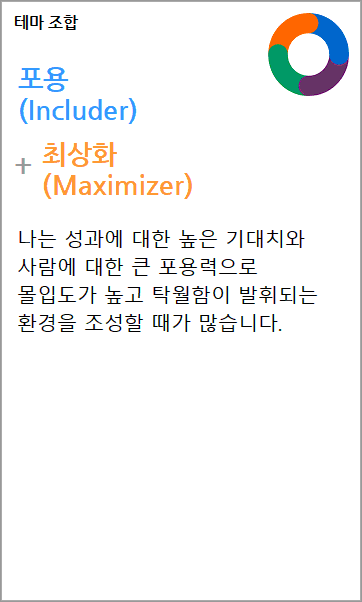 테마 조합
포용
(Includer)
+ 최상화
(Maximizer)
나는 성과에 대한 높은 기대치와
사람에 대한 큰 포용력으로
몰입도가 높고 탁월함이 발휘되는
환경을 조성할 때가 많습니다.